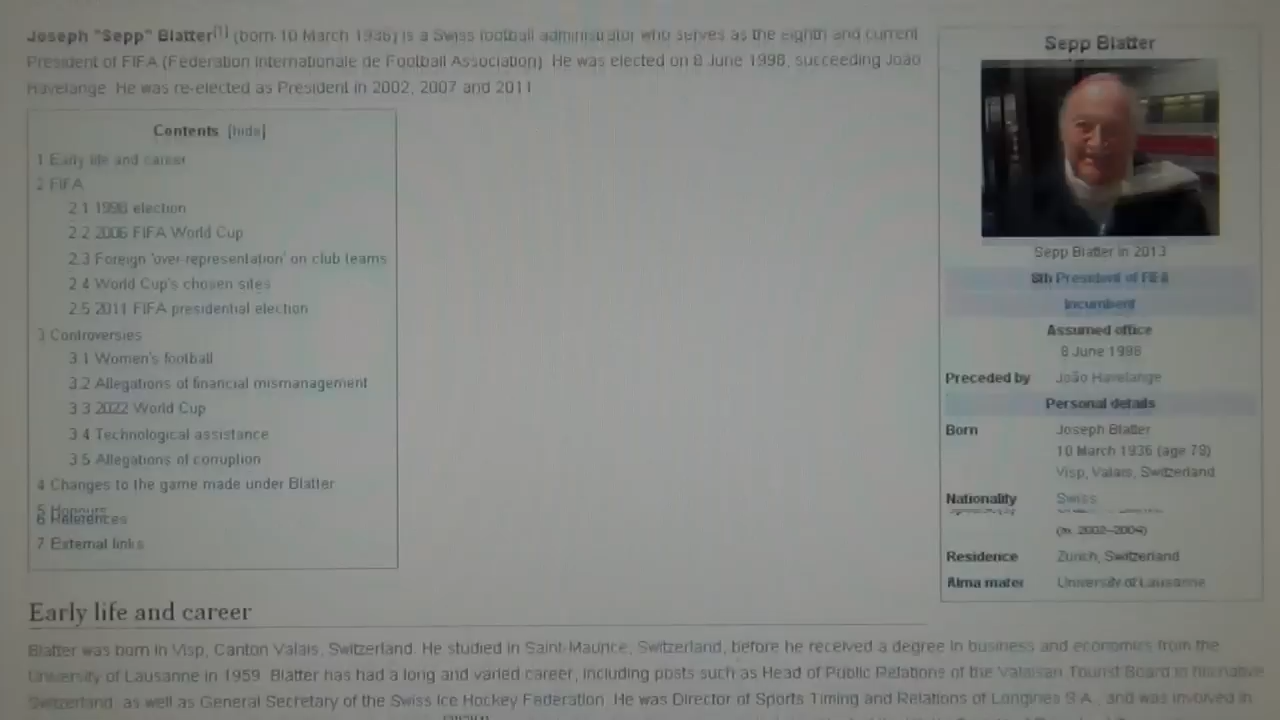 Joseph "Sepp" Blatter[1] (born 10 March 1936) is a Swiss football administrator who serves as the eighth and current
President of FIFA (Fédération Internationale de Football Association). He was elected on 8 June 1998, succeeding João
Havelange. He was re-elected as President in 2002, 2007 and 2011
Contents [hide]
1 Early life and career
2 FIFA
2.1 1998 election
2.2 2006 FIFA World Cup
2.3 Foreign 'over-representation' on club teams
2.4 World Cup's chosen sites
2.5 2011 FIFA presidential election
3 Controversies
3.1 Women's football
3.2 Allegations of financial mismanagement
3.3 2022 World Cup
3.4 Technological assistance
3.5 Allegations of corruption
4 Changes to the game made under Blatter
5 Honours
6 References
7 External links
Sepp Blatter
Sepp Blatter in 2013
8th President of FIFA
Incumbent
Assumed office
8 June 1998
Preceded by João Havelange
Personal details
Born Joseph Blatter
10 March 1936 (age 79)
Visp, Valais, Switzerland
Nationality Swiss
(m. 2002–2004)
Residence Zürich, Switzerland
Alma mater University of Lausanne
Early life and career
Blatter was born in Visp, Canton Valais, Switzerland. He studied in Saint-Maurice, Switzerland, before he received a degree in business and economics from the
University of Lausanne in 1959. Blatter has had a long and varied career, including posts such as Head of Public Relations of the Valaisan Tourist Board in his native
Switzerland, as well as General Secretary of the Swiss Ice Hockey Federation. He was Director of Sports Timing and Relations of Longines S.A., and was involved in